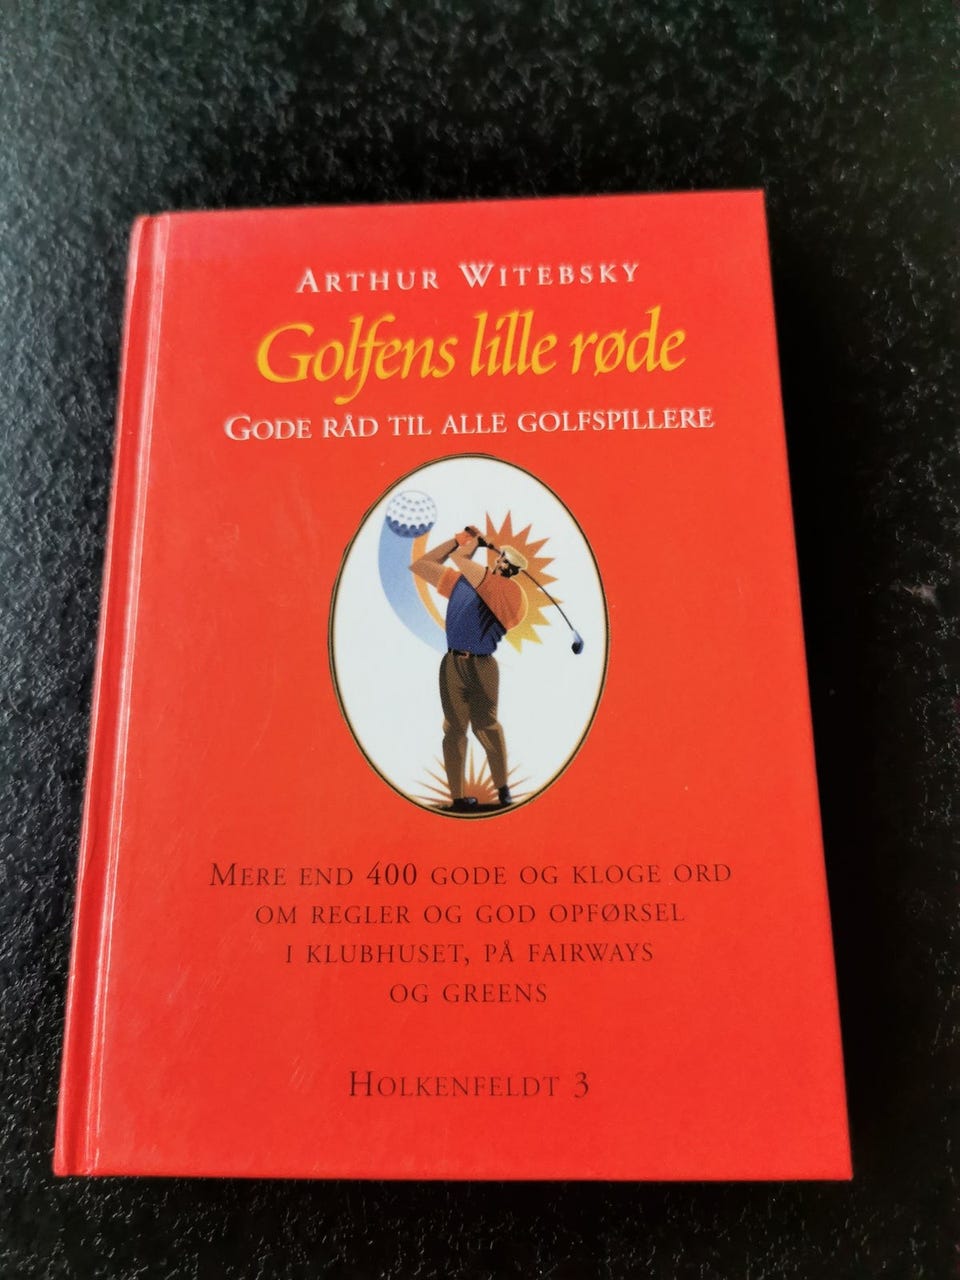 ARTHUR WITEBSKY
Golfens lille røde
GODE RÅD TIL ALLE GOLFSPILLERE
MERE END 400 GODE OG KLOGE ORD
OM REGLER OG GOD OPFØRSEL
I KLUBHUSET, PÅ FAIRWAYS
OG GREENS
HOLKENFELDT 3